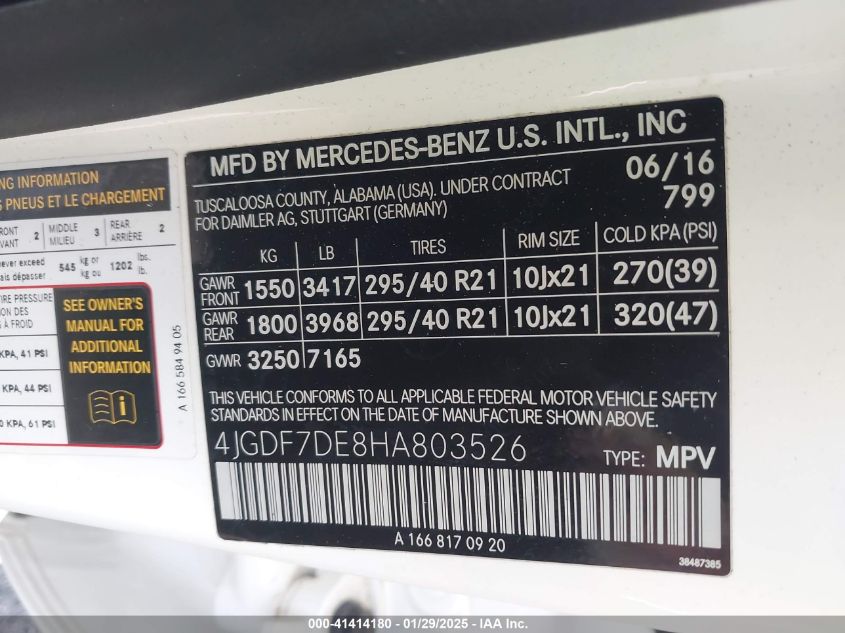 NG INFORMATION
S PNEUS ET LE CHARGEMENT
FRONT 2 MIDDLE 3 REAR 2
AVANT MILIEU ARRIÈRE
never exceed 545 kg or 1202 lbs.
dépasser kg ou lb.
TIRE PRESSURE
ION DES
À FROID
KPA, 41 PSI
KPA, 44 PSI
0 KPA, 61 PSI
SEE OWNER'S
MANUAL FOR
ADDITIONAL
INFORMATION
A 166 584 94 05
MFD BY MERCEDES-BENZ U.S. INTL., INC
TUSCALOOSA COUNTY, ALABAMA (USA). UNDER CONTRACT
FOR DAIMLER AG, STUTTGART (GERMANY)
06/16
799
KG LB TIRES RIM SIZE COLD KPA (PSI)
GAWR FRONT 1550 3417 295/40 R21 10Jx21 270(39)
GAWR REAR 1800 3968 295/40 R21 10Jx21 320(47)
GVWR 3250 7165
THIS VEHICLE CONFORMS TO ALL APPLICABLE FEDERAL MOTOR VEHICLE SAFETY
STANDARDS IN EFFECT ON THE DATE OF MANUFACTURE SHOWN ABOVE.
4JGDF7DE8HA803526 TYPE: MPV
A 166 817 09 20
38487385
000-41414180 - 01/29/2025 - IAA Inc.